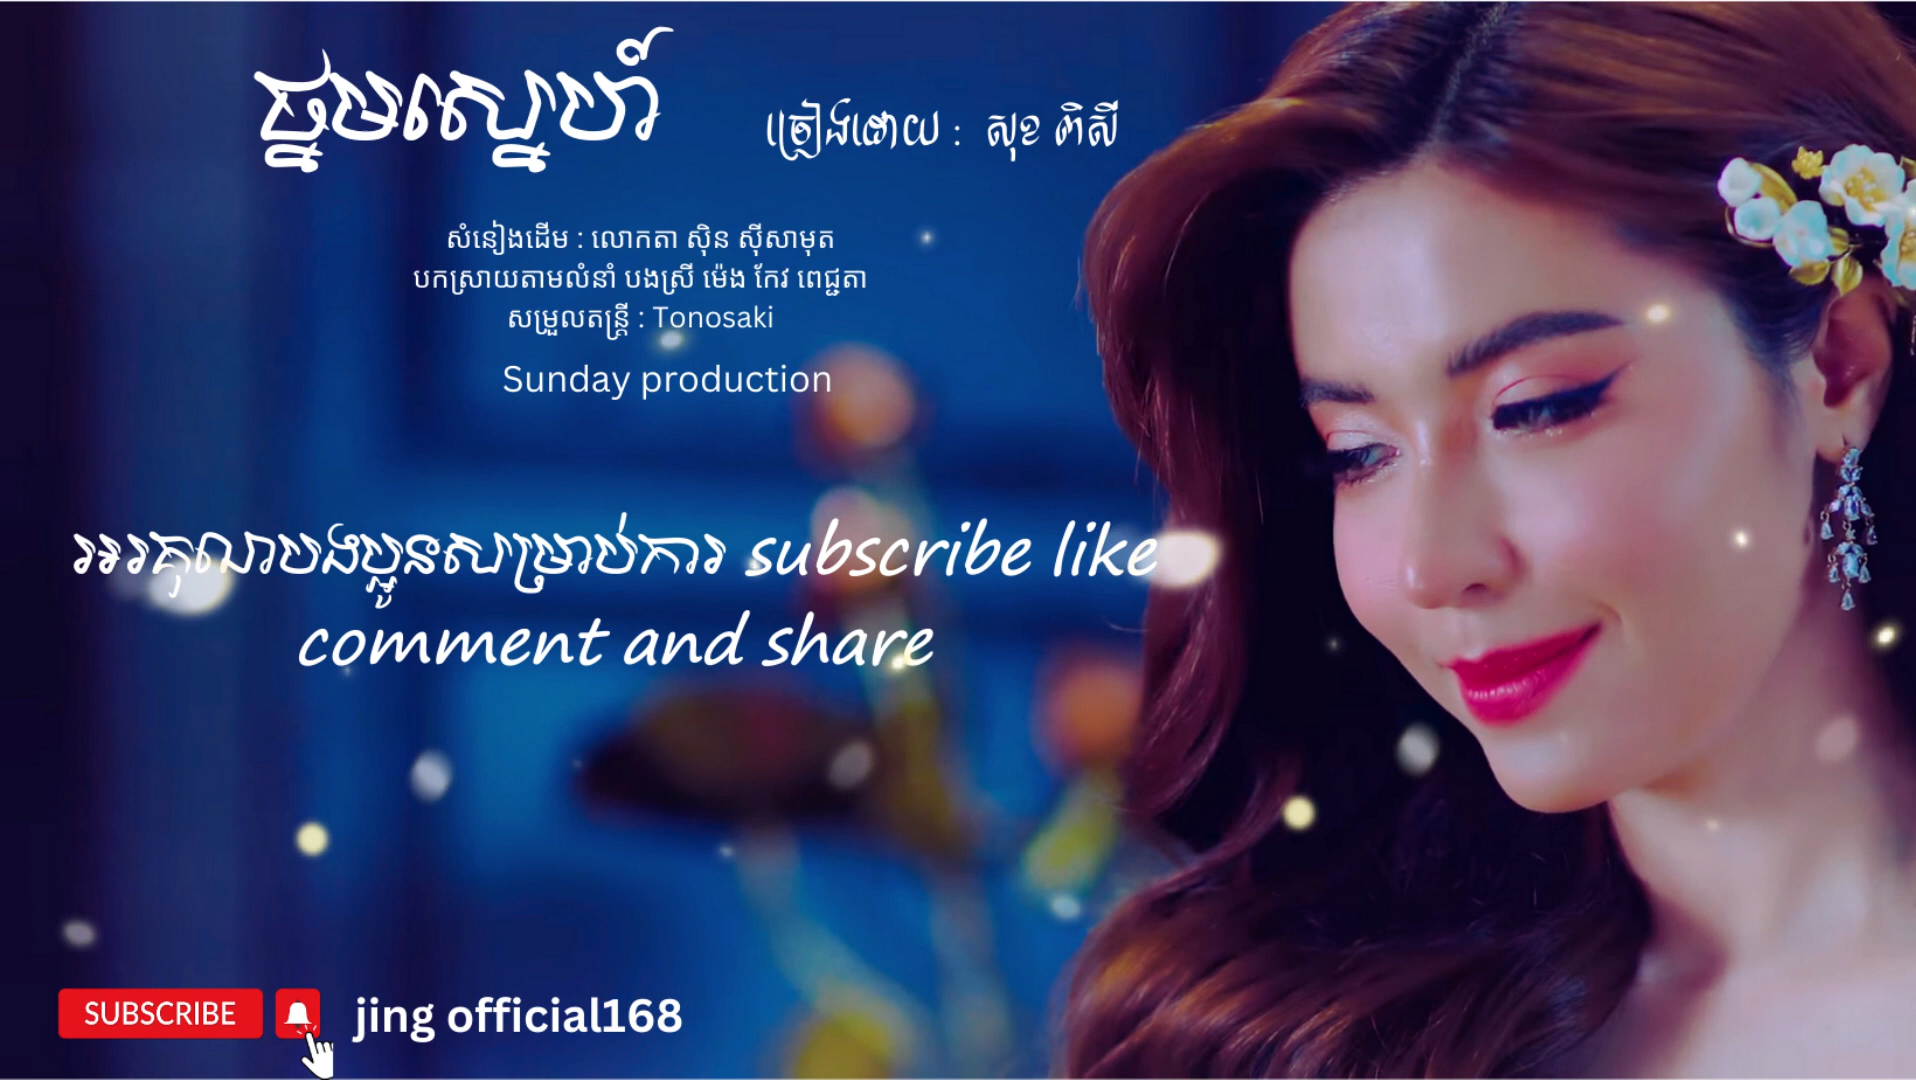 ថ្នមស្នេហ៍
ច្រៀងដោយ : សុខ ពិសី
សំនៀងដើម : លោកតា ស៊ិន ស៊ីសាមុត
បកស្រាយតាមលំនាំ បងស្រី ម៉េង កែវ ពេជ្ជតា
សម្រួលតន្ត្រី : Tonosaki
Sunday production
អរគុណបងប្អូនសម្រាប់ការ subscribe like
comment and share
SUBSCRIBE
jing official168